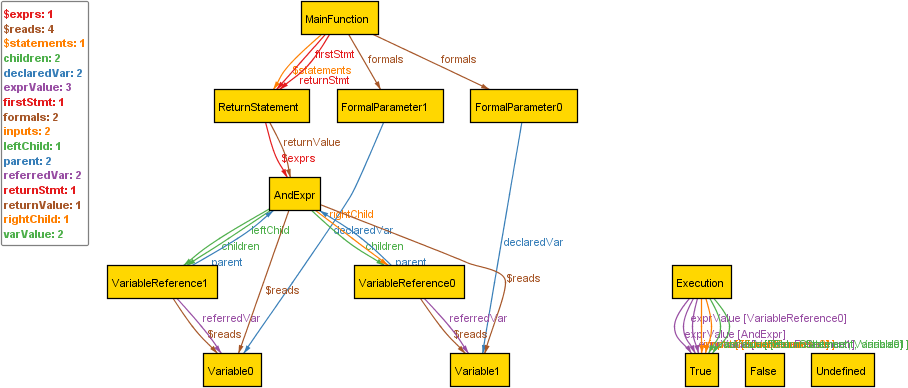 $exprs: 1
$reads: 4
$statements: 1
children: 2
declaredVar: 2
exprValue: 3
firstStmt: 1
formals: 2
inputs: 2
leftChild: 1
parent: 2
referredVar: 2
returnStmt: 1
returnValue: 1
rightChild: 1
varValue: 2
MainFunction
firstStmt
$statements
returnStmt
formals
formals
ReturnStatement
FormalParameter1
FormalParameter0
returnValue
$exprs
AndExpr
rightChild
leftChild
declaredVar
declaredVar
children
children
parent
parent
$reads
$reads
VariableReference1
VariableReference0
Execution
referredVar
referredVar
exprValue [VariableReference0]
$reads
$reads
exprValue [AndExpr]
Variable0
Variable1
True
False
Undefined